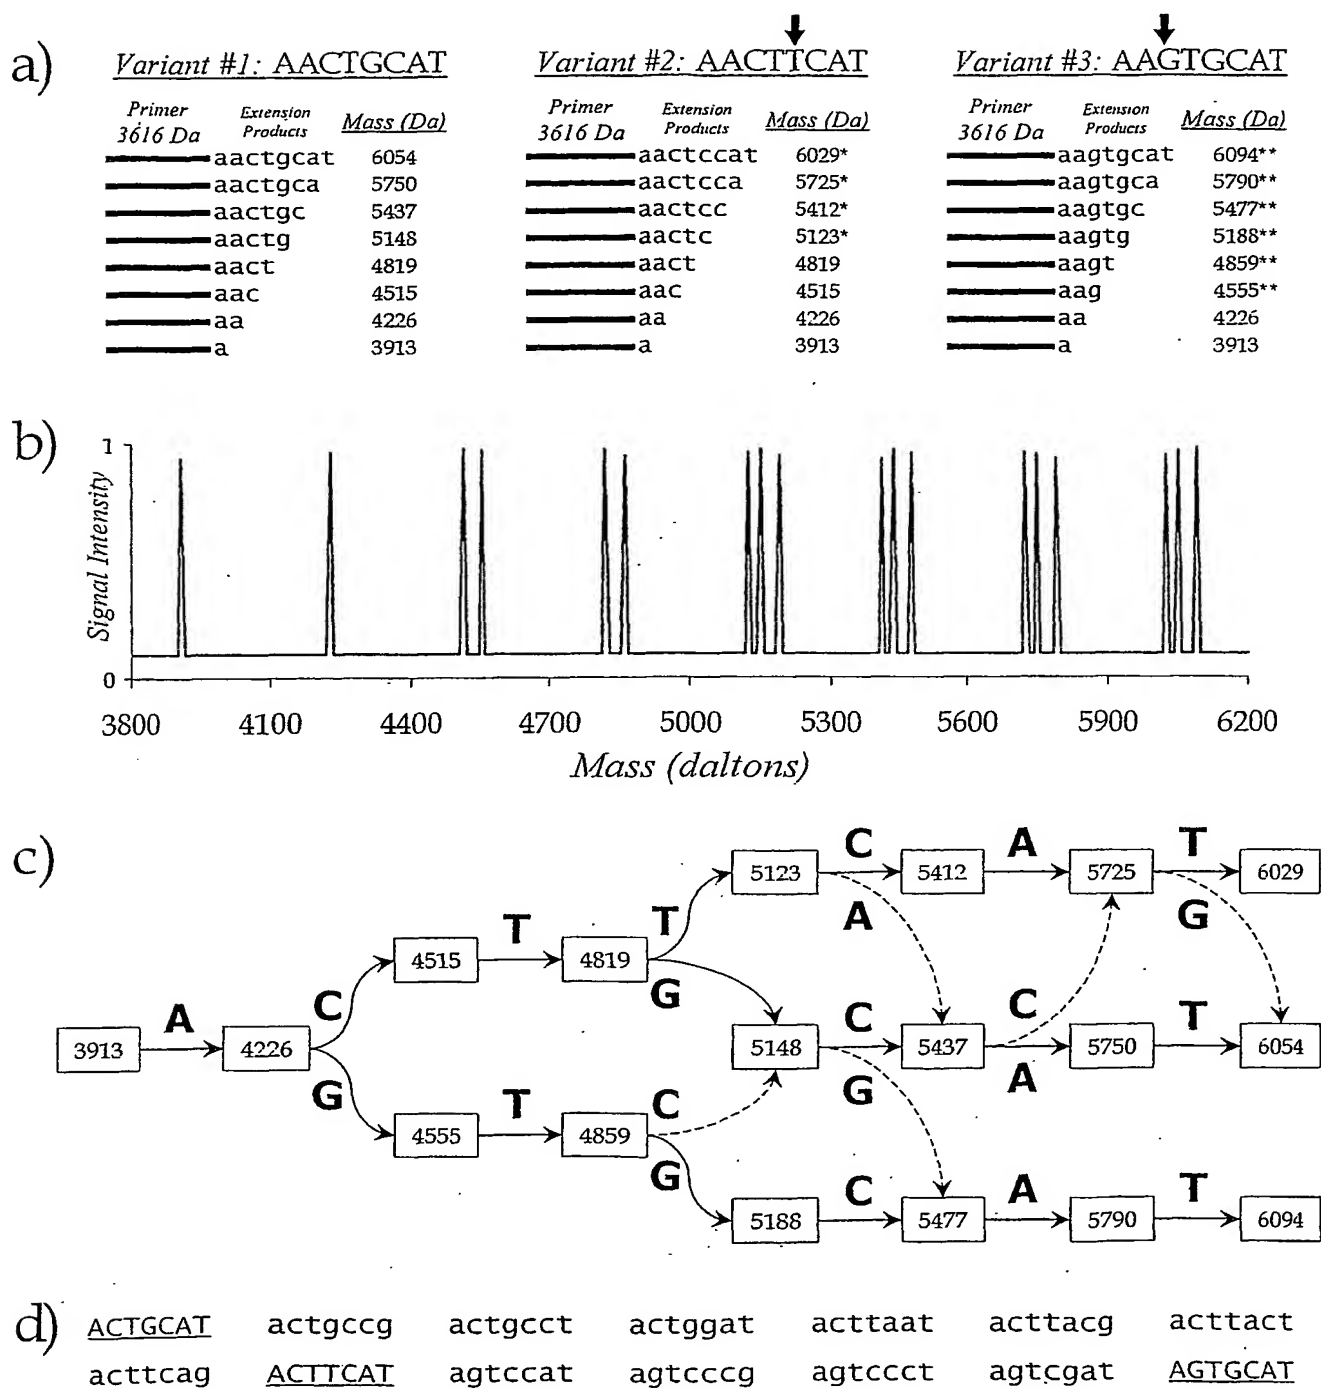 a)
Variant #1: AACTGCAT Variant #2: AACTTCAT Variant #3: AAGTGCAT
Primer Extension Mass (Da) Primer Extension Mass (Da) Primer Extension Mass (Da)
3616 Da Products 3616 Da Products 3616 Da Products
aactgcat 6054 aactccat 6029* aagtgcat 6094**
aactgca 5750 aactcca 5725* aagtgca 5790**
aactgc 5437 aactcc 5412* aagtgc 5477**
aactg 5148 aactc 5123* aagtg 5188**
aact 4819 aact 4819 aagt 4859**
aac 4515 aac 4515 aag 4555**
aa 4226 aa 4226 aa 4226
a 3913 a 3913 a 3913
b)
1
Signal Intensity
0
3800 4100 4400 4700 5000 5300 5600 5900 6200
Mass (daltons)
c)
C A T
5123 5412 5725 6029
T T A G
4515 4819
C G C C T
A
3913 4226 5148 5437 5750 6054
G T C G A
4555 4859
G C A T
5188 5477 5790 6094
d)
ACTGCAT actgccg actgcct actggat acttaat acttacg acttact
acttcag ACTTCAT agtccat agtcccg agtccct agtcgat AGTGCAT